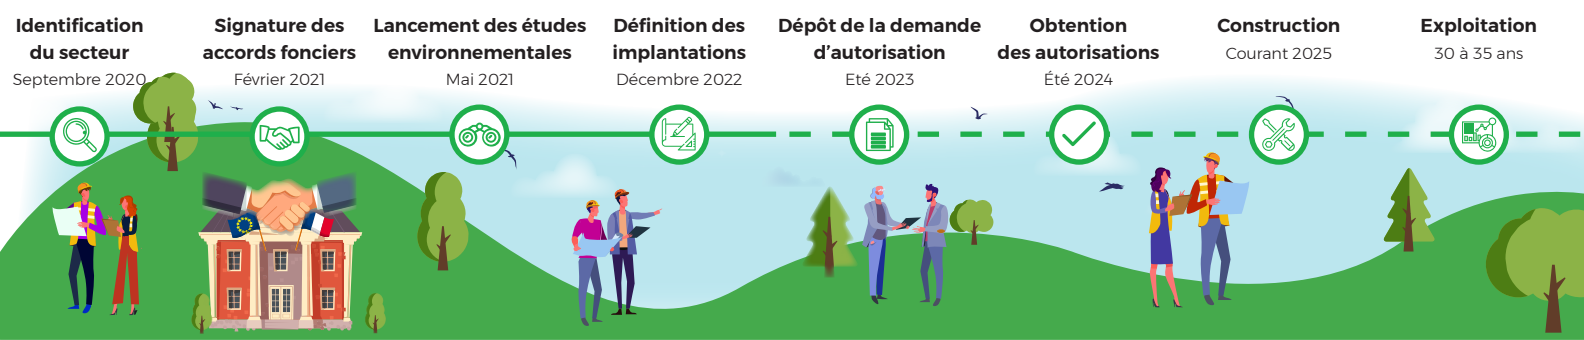 Identification
du secteur
Septembre 2020
Signature des
accords fonciers
Février 2021
Lancement des études
environnementales
Mai 2021
Définition des
implantations
Décembre 2022
Dépôt de la demande
d’autorisation
Eté 2023
Obtention
des autorisations
Été 2024
Construction
Courant 2025
Exploitation
30 à 35 ans